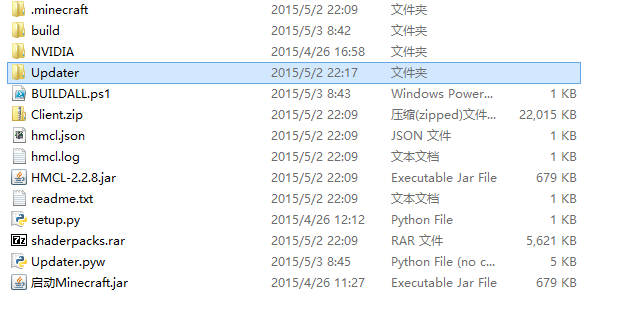 .minecraft 2015/5/2 22:09 文件夹
build 2015/5/3 8:42 文件夹
NVIDIA 2015/4/26 16:58 文件夹
Updater 2015/5/2 22:17 文件夹
BUILDALL.ps1 2015/5/3 8:43 Windows Power... 1 KB
Client.zip 2015/5/2 22:09 压缩(zipped)文件... 22,015 KB
hmcl.json 2015/5/2 22:09 JSON 文件 1 KB
hmcl.log 2015/5/2 22:09 文本文档 1 KB
HMCL-2.2.8.jar 2015/5/2 22:09 Executable Jar File 679 KB
readme.txt 2015/5/2 22:09 文本文档 1 KB
setup.py 2015/4/26 12:12 Python File 1 KB
shaderpacks.rar 2015/5/2 22:09 RAR 文件 5,621 KB
Updater.pyw 2015/5/3 8:45 Python File (no c... 5 KB
启动Minecraft.jar 2015/4/26 11:27 Executable Jar File 679 KB